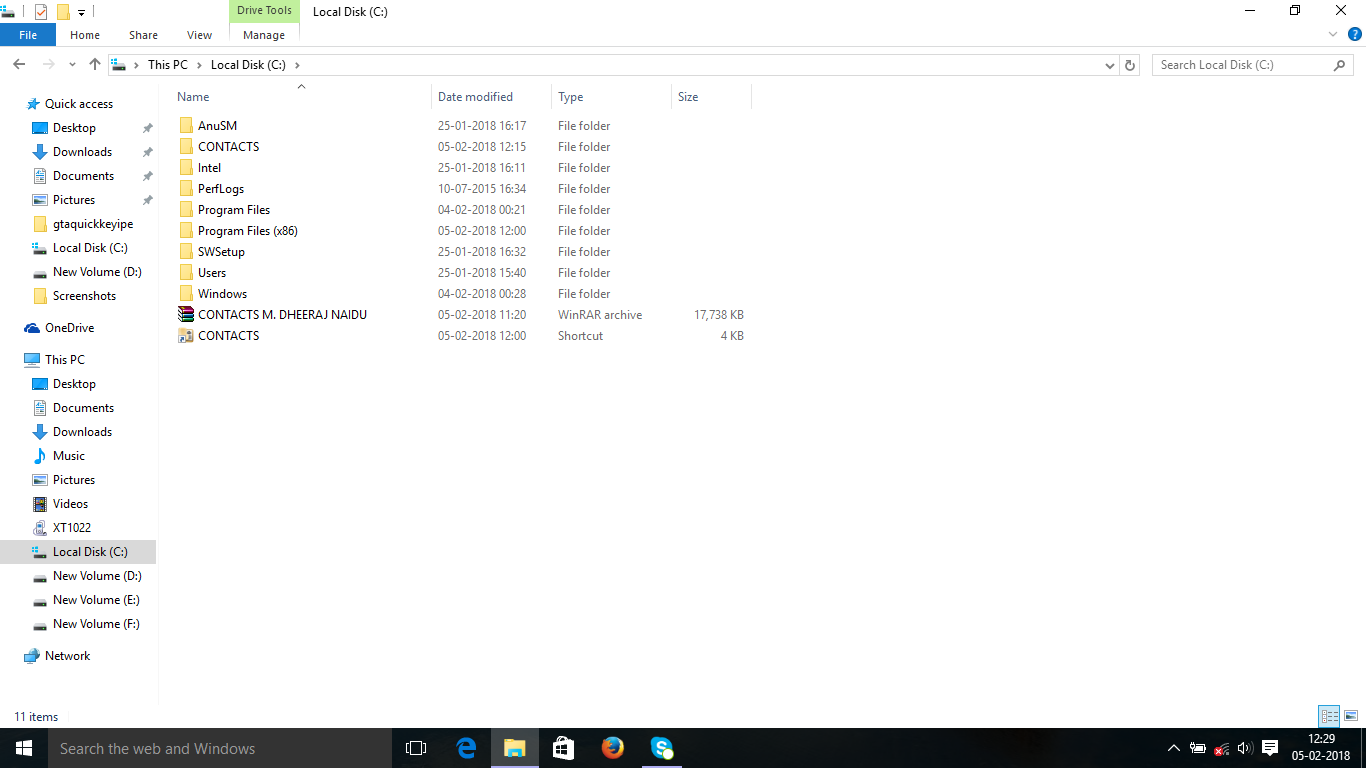 Drive Tools Local Disk (C:)
File Home Share View Manage
This PC Local Disk (C:) Search Local Disk (C:)
Name Date modified Type Size
Quick access
Desktop
Downloads
Documents
Pictures
gtaquickkeyipe
Local Disk (C:)
New Volume (D:)
Screenshots
OneDrive
This PC
Desktop
Documents
Downloads
Music
Pictures
Videos
XT1022
Local Disk (C:)
New Volume (D:)
New Volume (E:)
New Volume (F:)
Network
AnuSM 25-01-2018 16:17 File folder
CONTACTS 05-02-2018 12:15 File folder
Intel 25-01-2018 16:11 File folder
PerfLogs 10-07-2015 16:34 File folder
Program Files 04-02-2018 00:21 File folder
Program Files (x86) 05-02-2018 12:00 File folder
SWSetup 25-01-2018 16:32 File folder
Users 25-01-2018 15:40 File folder
Windows 04-02-2018 00:28 File folder
CONTACTS M. DHEERAJ NAIDU 05-02-2018 11:20 WinRAR archive 17,738 KB
CONTACTS 05-02-2018 12:00 Shortcut 4 KB
11 items
Search the web and Windows
12:29
05-02-2018